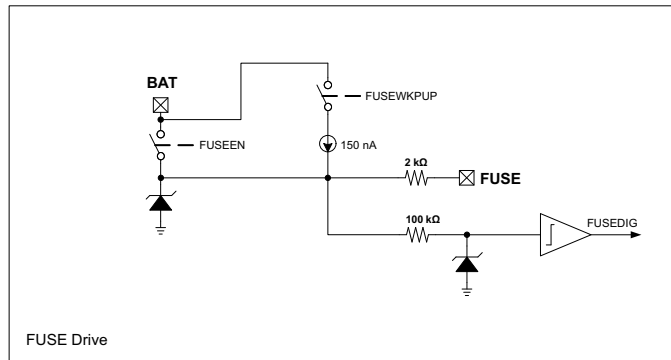 BAT
FUSEWKPUP
FUSEEN
150 nA
2 kΩ
FUSE
100 kΩ
FUSEDIG
FUSE Drive